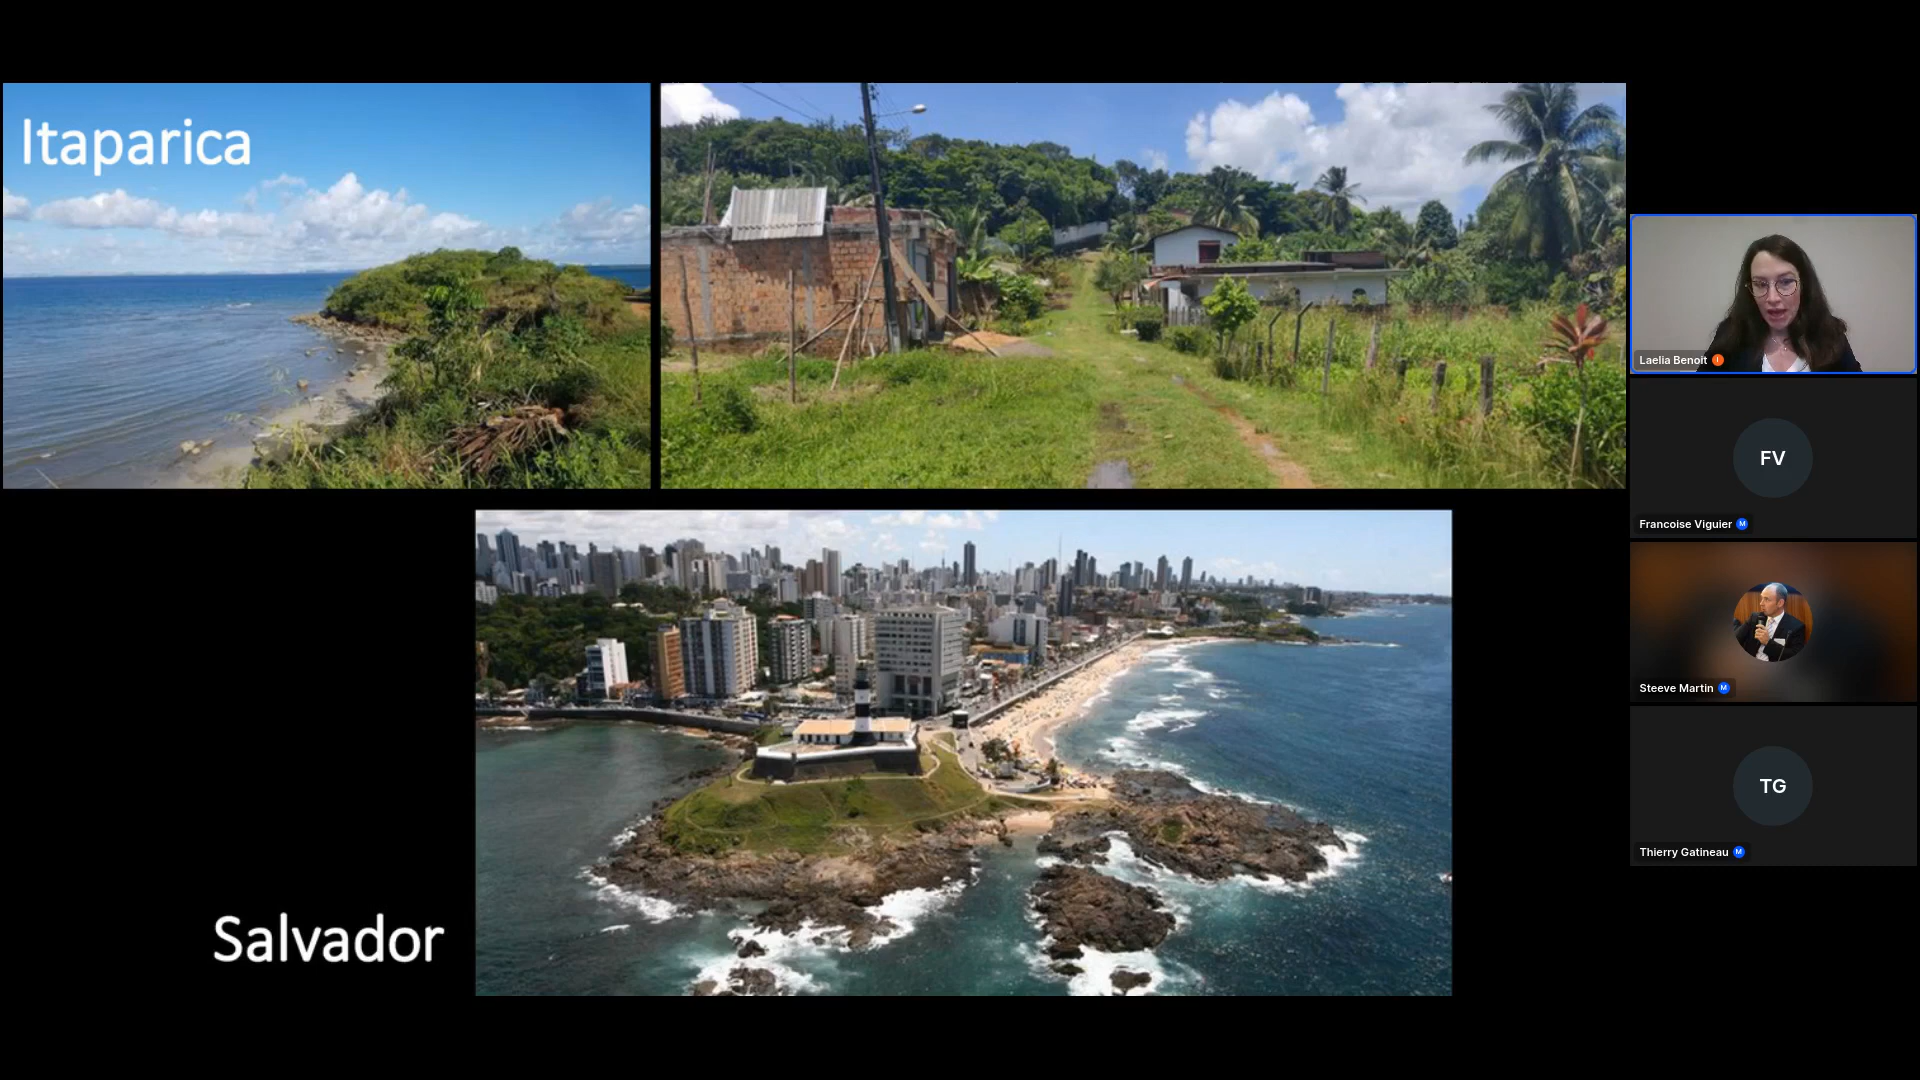 Itaparica
Salvador
Laelia Benoit
I
FV
Francoise Viguier
M
Steeve Martin
M
TG
Thierry Gatineau
M